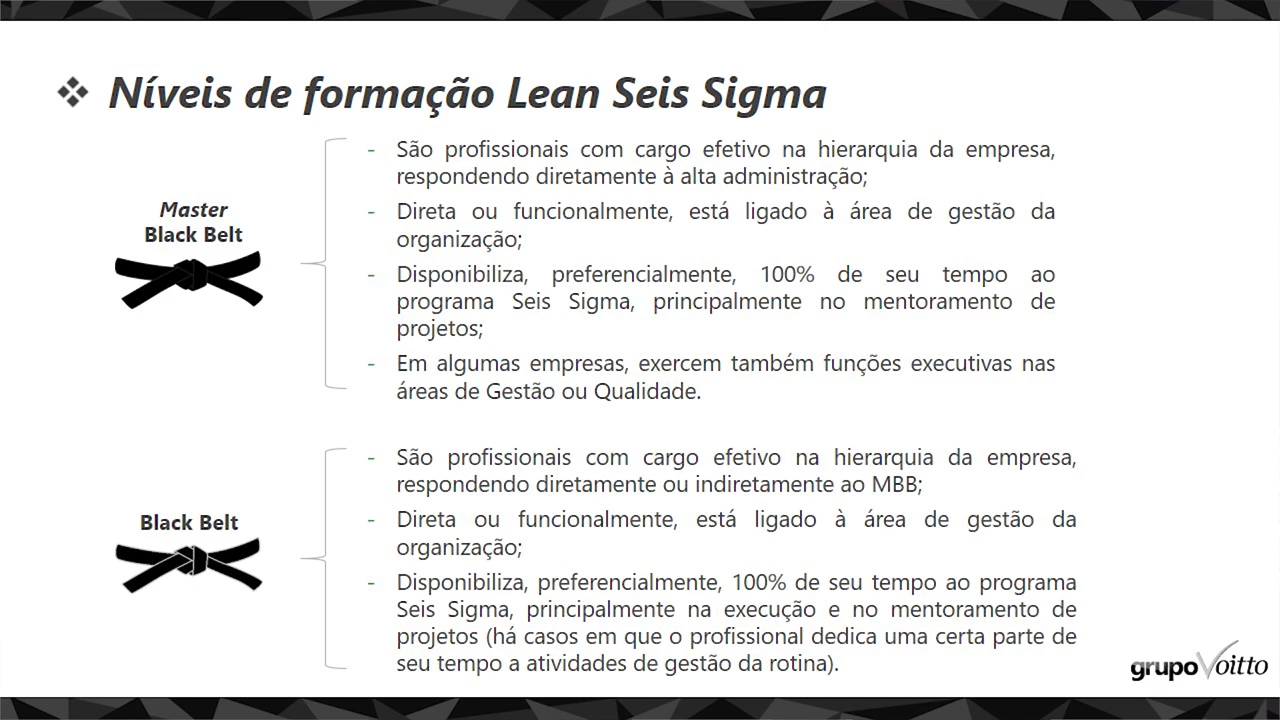 Níveis de formação Lean Seis Sigma
Master
Black Belt
- São profissionais com cargo efetivo na hierarquia da empresa,
respondendo diretamente à alta administração;
- Direta ou funcionalmente, está ligado à área de gestão da
organização;
- Disponibiliza, preferencialmente, 100% de seu tempo ao
programa Seis Sigma, principalmente no mentoramento de
projetos;
- Em algumas empresas, exercem também funções executivas nas
áreas de Gestão ou Qualidade.
Black Belt
- São profissionais com cargo efetivo na hierarquia da empresa,
respondendo diretamente ou indiretamente ao MBB;
- Direta ou funcionalmente, está ligado à área de gestão da
organização;
- Disponibiliza, preferencialmente, 100% de seu tempo ao programa
Seis Sigma, principalmente na execução e no mentoramento de
projetos (há casos em que o profissional dedica uma certa parte de
seu tempo a atividades de gestão da rotina).
grupoVoitto